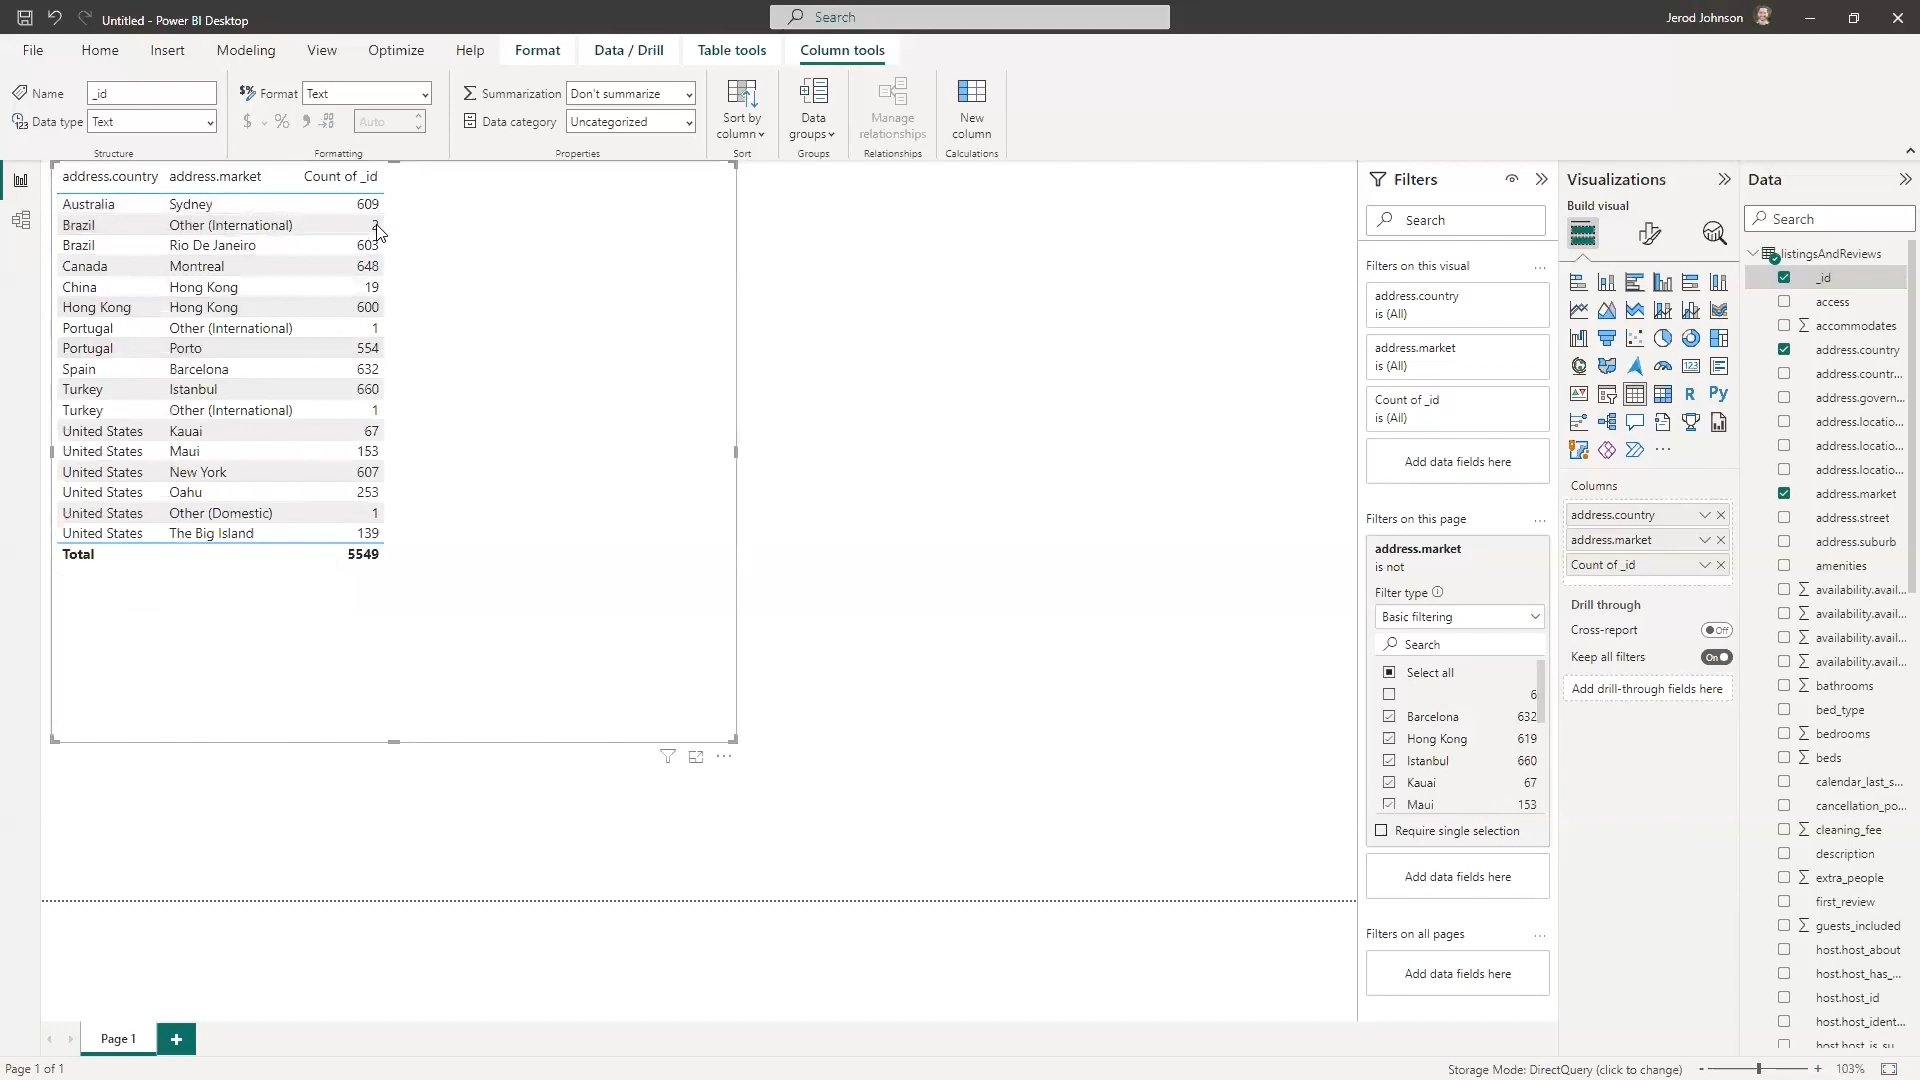 Untitled - Power BI Desktop
Search
Jerod Johnson
File Home Insert Modeling View Optimize Help Format Data / Drill Table tools Column tools
Name _id
Data type Text
Structure
Format Text
$ % Auto
Formatting
Summarization Don't summarize
Data category Uncategorized
Properties
Sort by column
Sort
Data groups
Groups
Manage relationships
Relationships
New column
Calculations
address.country address.market Count of _id
Australia Sydney 609
Brazil Other (International) 2
Brazil Rio De Janeiro 603
Canada Montreal 648
China Hong Kong 19
Hong Kong Hong Kong 600
Portugal Other (International) 1
Portugal Porto 554
Spain Barcelona 632
Turkey Istanbul 660
Turkey Other (International) 1
United States Kauai 67
United States Maui 153
United States New York 607
United States Oahu 253
United States Other (Domestic) 1
United States The Big Island 139
Total 5549
Filters
Search
Filters on this visual ...
address.country
is (All)
address.market
is (All)
Count of _id
is (All)
Add data fields here
Filters on this page ...
address.market
is not
Filter type
Basic filtering
Search
Select all
6
Barcelona 632
Hong Kong 619
Istanbul 660
Kauai 67
Maui 153
Require single selection
Add data fields here
Filters on all pages ...
Add data fields here
Visualizations
Build visual
123
R Py
...
Columns
address.country
address.market
Count of _id
Drill through
Cross-report Off
Keep all filters On
Add drill-through fields here
Data
Search
listingsAndReviews
_id
access
accommodates
address.country
address.countr...
address.govern...
address.locatio...
address.locatio...
address.locatio...
address.market
address.street
address.suburb
amenities
availability.avail...
availability.avail...
availability.avail...
availability.avail...
bathrooms
bed_type
bedrooms
beds
calendar_last_s...
cancellation_po...
cleaning_fee
description
extra_people
first_review
guests_included
host.host_about
host.host_has_...
host.host_id
host.host_ident...
host.host_is_su...
Page 1
Page 1 of 1
Storage Mode: DirectQuery (click to change)
- + 103%